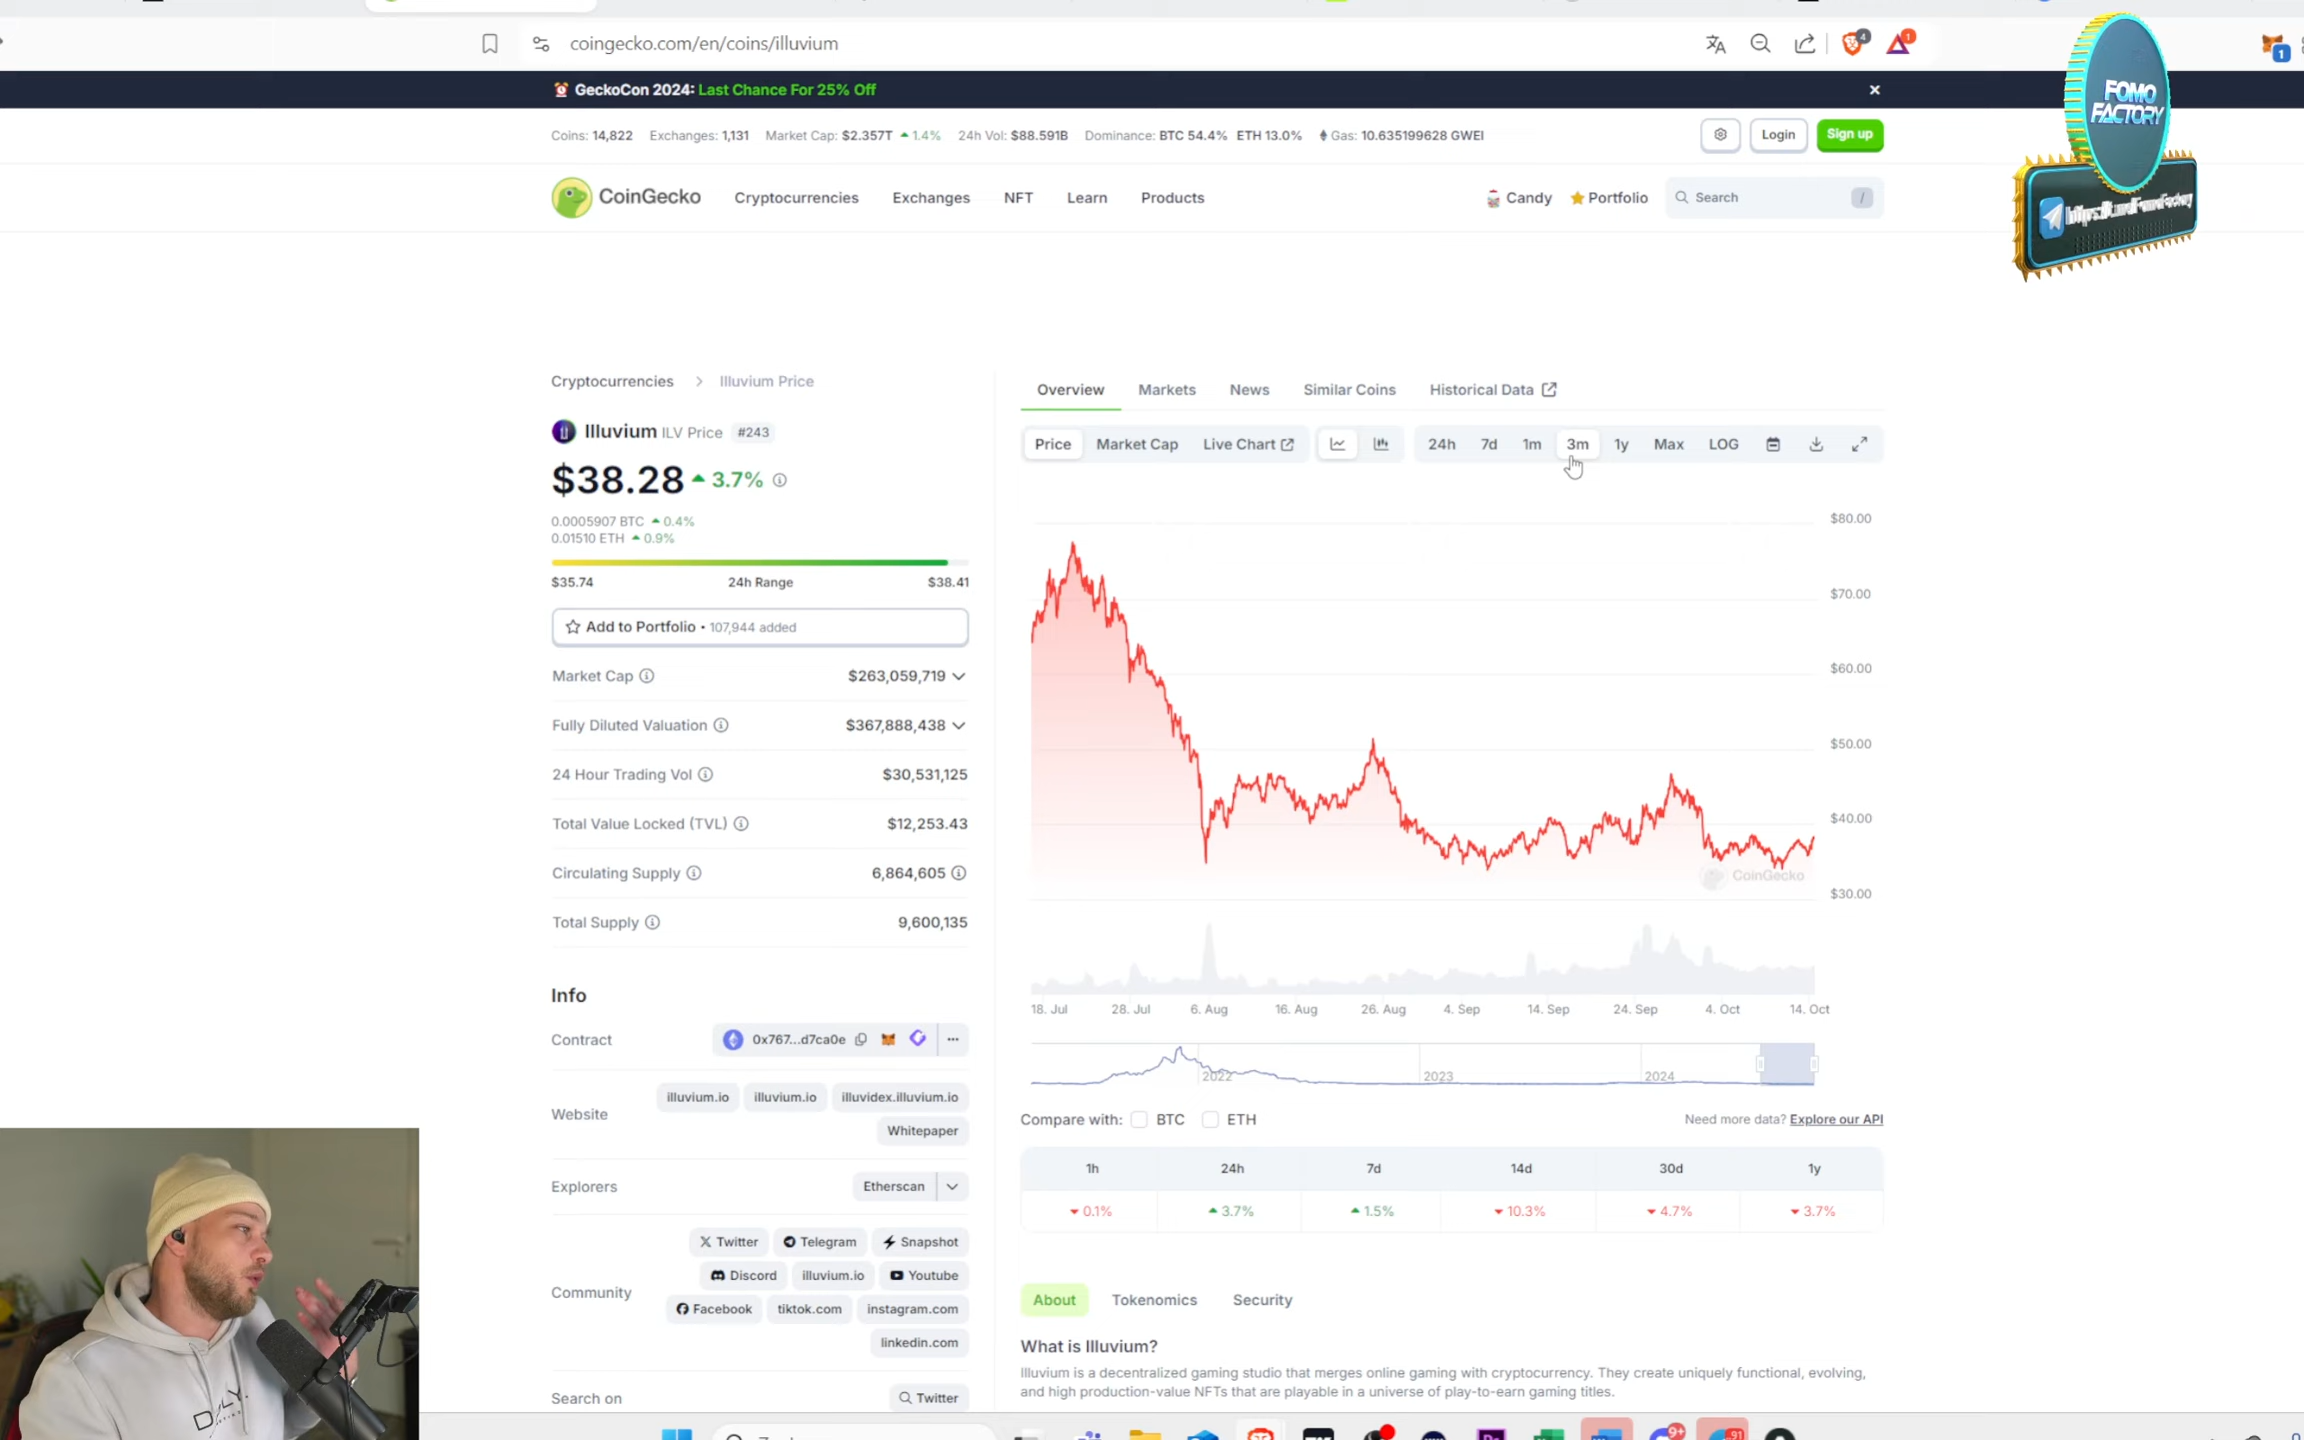 coingecko.com/en/coins/illuvium
4
1
1
FOMO
FACTORY
GeckoCon 2024: Last Chance For 25% Off
Coins: 14,822 Exchanges: 1,131 Market Cap: $2.357T 1.4% 24h Vol: $88.591B Dominance: BTC 54.4% ETH 13.0% Gas: 10.635199628 GWEI
Login Sign up
CoinGecko Cryptocurrencies Exchanges NFT Learn Products Candy Portfolio Search /
Cryptocurrencies > Illuvium Price
Illuvium ILV Price #243
$38.28 3.7%
0.0005907 BTC 0.4%
0.01510 ETH 0.9%
$35.74 24h Range $38.41
Add to Portfolio • 107,944 added
Market Cap $263,059,719
Fully Diluted Valuation $367,888,438
24 Hour Trading Vol $30,531,125
Total Value Locked (TVL) $12,253.43
Circulating Supply 6,864,605
Total Supply 9,600,135
Info
Contract 0x767...d7ca0e ...
Website illuvium.io illuvium.io illuvidex.illuvium.io
Whitepaper
Explorers Etherscan
Community Twitter Telegram Snapshot
Discord illuvium.io Youtube
Facebook tiktok.com instagram.com
linkedin.com
Search on Twitter
Overview Markets News Similar Coins Historical Data
Price Market Cap Live Chart 24h 7d 1m 3m 1y Max LOG
$80.00
$70.00
$60.00
$50.00
$40.00
$30.00
CoinGecko
18. Jul 28. Jul 6. Aug 16. Aug 26. Aug 4. Sep 14. Sep 24. Sep 4. Oct 14. Oct
2022 2023 2024
Compare with: BTC ETH Need more data? Explore our API
1h 24h 7d 14d 30d 1y
0.1% 3.7% 1.5% 10.3% 4.7% 3.7%
About Tokenomics Security
What is Illuvium?
Illuvium is a decentralized gaming studio that merges online gaming with cryptocurrency. They create uniquely functional, evolving,
and high production-value NFTs that are playable in a universe of play-to-earn gaming titles.
9+
91